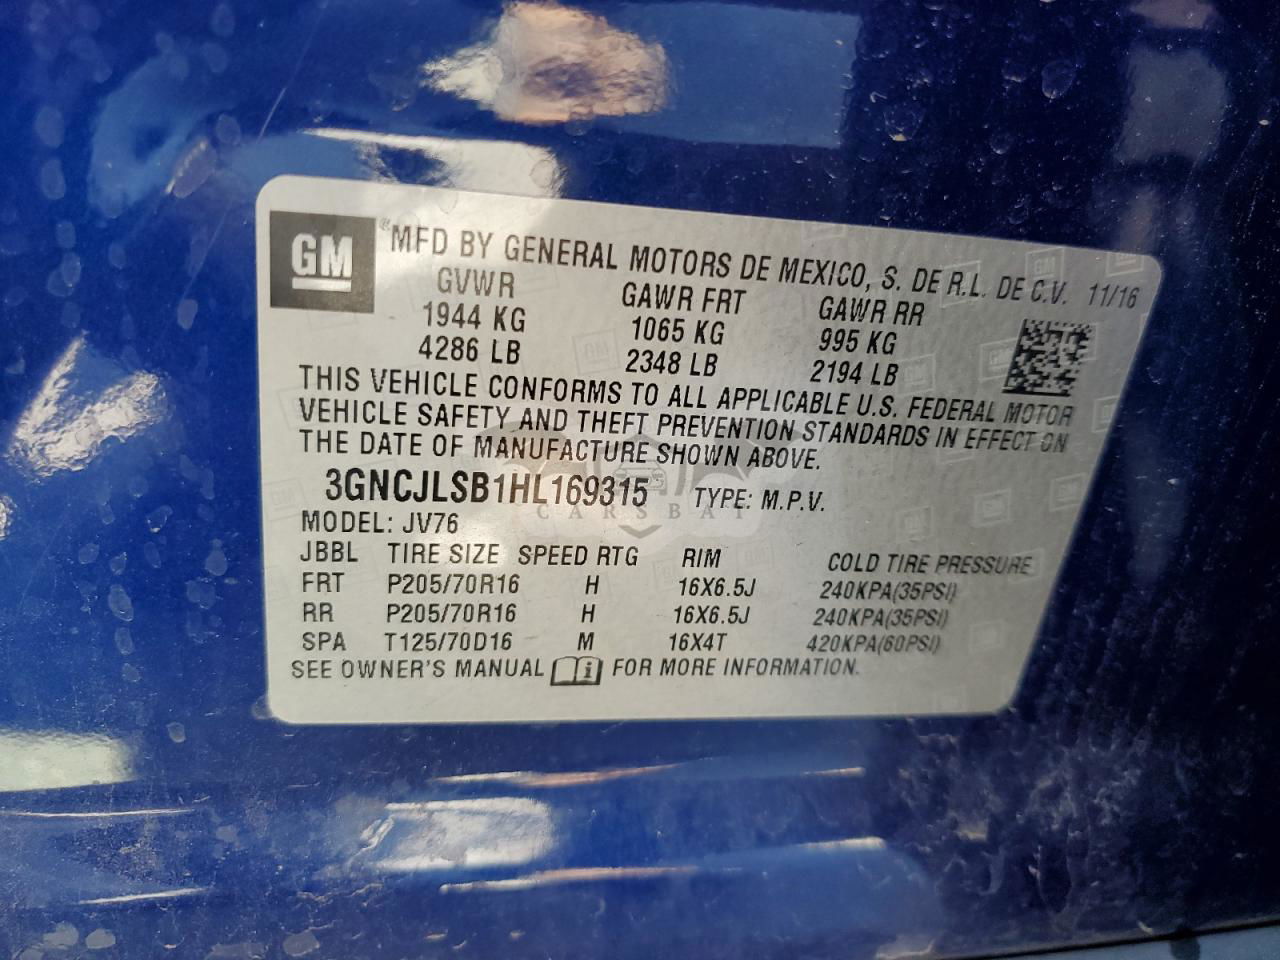 GM
MFD BY GENERAL MOTORS DE MEXICO, S. DE R.L. DE C.V. 11/16
GVWR GAWR FRT GAWR RR
1944 KG 1065 KG 995 KG
4286 LB 2348 LB 2194 LB
THIS VEHICLE CONFORMS TO ALL APPLICABLE U.S. FEDERAL MOTOR
VEHICLE SAFETY AND THEFT PREVENTION STANDARDS IN EFFECT ON
THE DATE OF MANUFACTURE SHOWN ABOVE.
3GNCJLSB1HL169315 TYPE: M.P.V.
CARSBAT
MODEL: JV76
JBBL TIRE SIZE SPEED RTG RIM COLD TIRE PRESSURE
FRT P205/70R16 H 16X6.5J 240KPA(35PSI)
RR P205/70R16 H 16X6.5J 240KPA(35PSI)
SPA T125/70D16 M 16X4T 420KPA(60PSI)
SEE OWNER'S MANUAL i FOR MORE INFORMATION.